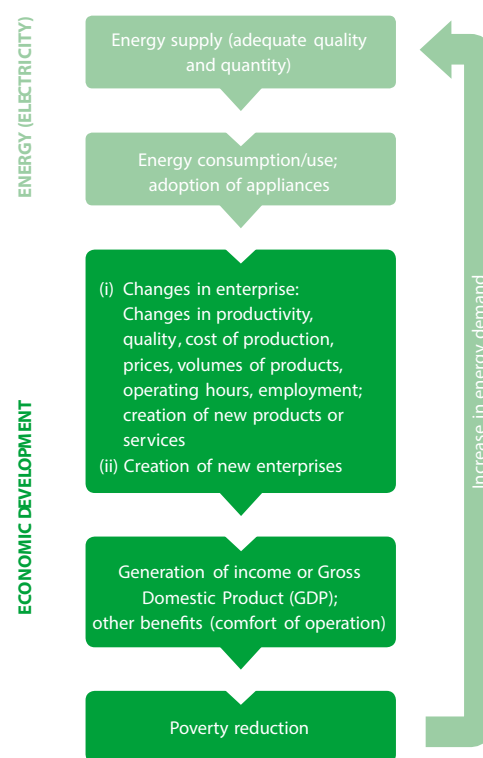 ENERGY (ELECTRICITY)
Energy supply (adequate quality
and quantity)
Energy consumption/use;
adoption of appliances
ECONOMIC DEVELOPMENT
(i) Changes in enterprise:
Changes in productivity,
quality, cost of production,
prices, volumes of products,
operating hours, employment;
creation of new products or
services
(ii) Creation of new enterprises
Generation of income or Gross
Domestic Product (GDP);
other benefits (comfort of operation)
Poverty reduction
Increase in energy demand